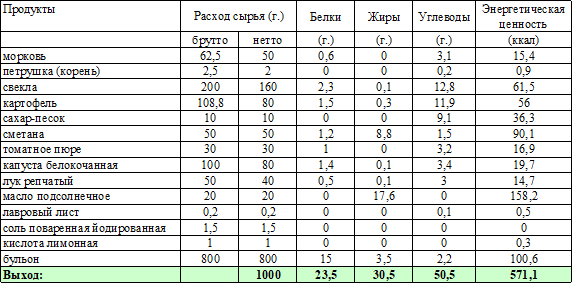 Продукты Расход сырья (г.) Белки Жиры Углеводы Энергетическая ценность
брутто нетто (г.) (г.) (г.) (ккал)
морковь 62,5 50 0,6 0 3,1 15,4
петрушка (корень) 2,5 2 0 0 0,2 0,9
свекла 200 160 2,3 0,1 12,8 61,5
картофель 108,8 80 1,5 0,3 11,9 56
сахар-песок 10 10 0 0 9,1 36,3
сметана 50 50 1,2 8,8 1,5 90,1
томатное пюре 30 30 1 0 3,2 16,9
капуста белокочанная 100 80 1,4 0,1 3,4 19,7
лук репчатый 50 40 0,5 0,1 3 14,7
масло подсолнечное 20 20 0 17,6 0 158,2
лавровый лист 0,2 0,2 0 0 0,1 0,5
соль поваренная йодированная 1,5 1,5 0 0 0 0
кислота лимонная 1 1 0 0 0 0,3
бульон 800 800 15 3,5 2,2 100,6
Выход: 1000 23,5 30,5 50,5 571,1